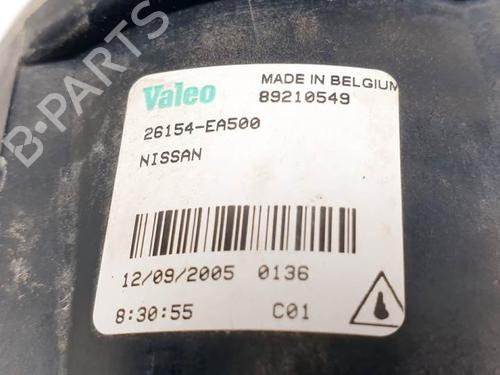 B-PARTS
Valeo
MADE IN BELGIUM
89210549
26154-EA500
NISSAN
12/09/2005 0136
8:30:55 C01